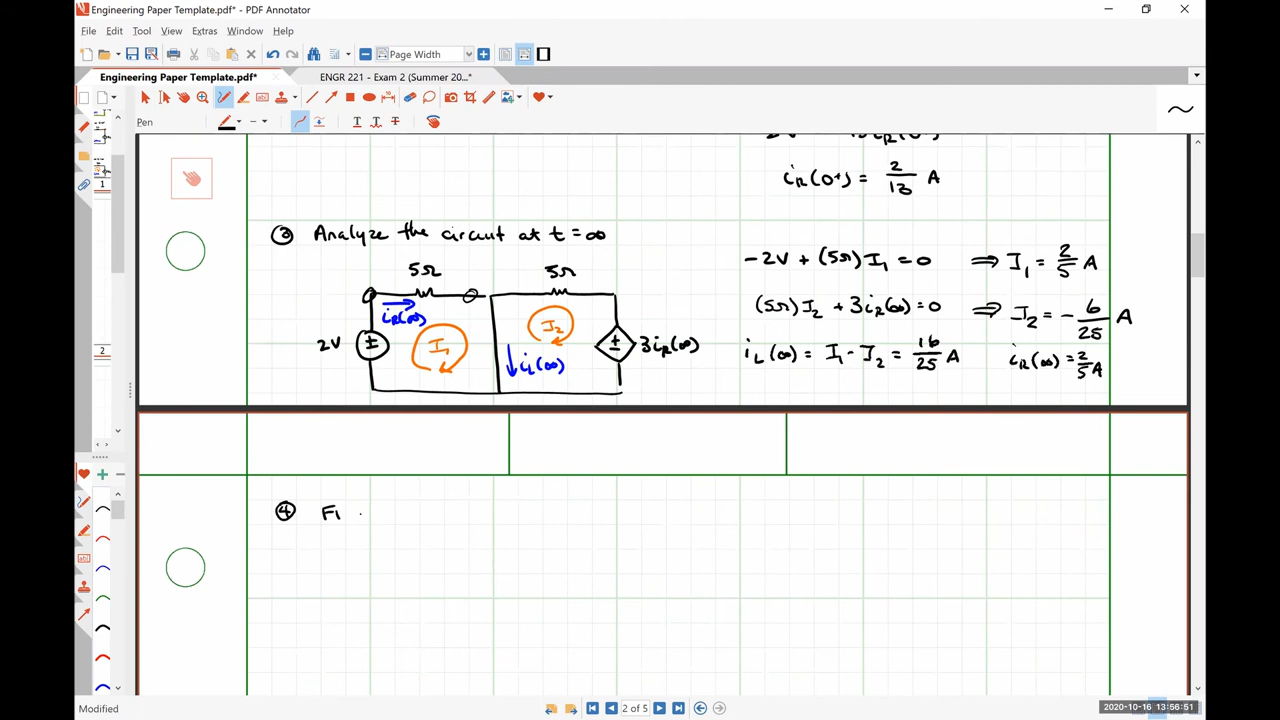 Engineering Paper Template.pdf* - PDF Annotator
File Edit Tool View Extras Window Help
Page Width
Engineering Paper Template.pdf*
ENGR 221 - Exam 2 (Summer 20..."
Pen
iR(0+) = 2/13 A
③ Analyze the circuit at t = ∞
5Ω 5Ω
iR(∞)
2V
I1
I2
iL(∞)
3iR(∞)
-2V + (5Ω) I1 = 0 ⇒ I1 = 2/5 A
(5Ω) I2 + 3iR(∞) = 0 ⇒ I2 = - 6/25 A
iL(∞) = I1 - I2 = 16/25 A
iR(∞) = 2/5 A
④ Fi
1
2
Modified
2 of 5
2020-10-16 13:56:51